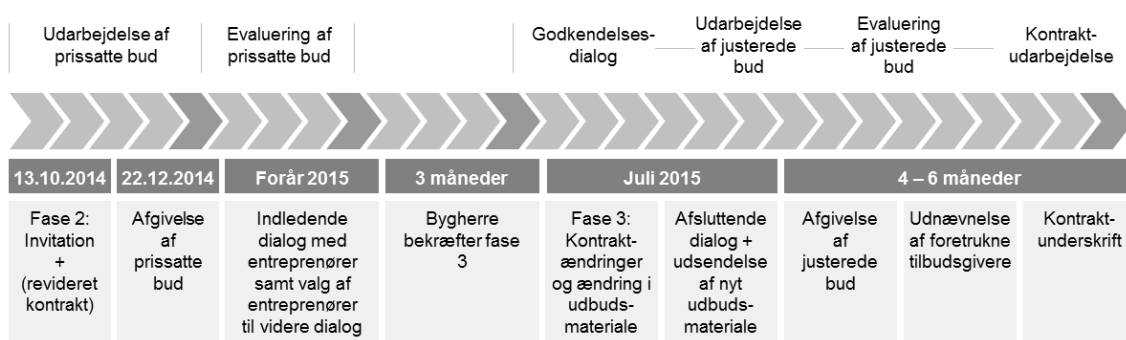 Udarbejdelse af
prissatte bud
Evaluering af
prissatte bud
Godkendelses-
dialog
Udarbejdelse
af justerede
bud
Evaluering
af justerede
bud
Kontrakt-
udarbejdelse
13.10.2014
22.12.2014
Forår 2015
3 måneder
Juli 2015
4 – 6 måneder
Fase 2:
Invitation
+
(revideret
kontrakt)
Afgivelse
af
prissatte
bud
Indledende
dialog med
entreprenører
samt valg af
entreprenører
til videre dialog
Bygherre
bekræfter fase
3
Fase 3:
Kontrakt-
ændringer
og ændring i
udbuds-
materiale
Afsluttende
dialog +
udsendelse
af nyt
udbuds-
materiale
Afgivelse
af
justerede
bud
Udnævnelse
af foretrukne
tilbudsgivere
Kontrakt-
underskrift